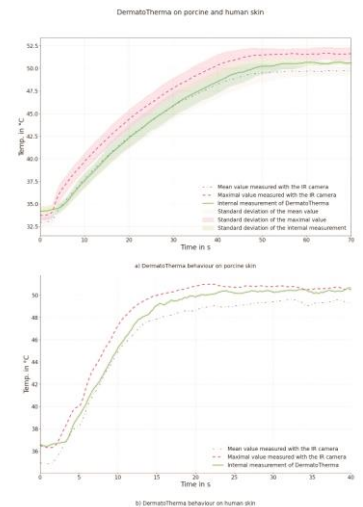 DermatoTherma on porcine and human skin
52.5
50.0
47.5
45.0
42.5
40.0
37.5
35.0
32.5
Temp. in °C
Mean value measured with the IR camera
Maximal value measured with the IR camera
Internal measurement of DermatoTherma
Standard deviation of the mean value
Standard deviation of the maximal value
Standard deviation of the internal measurement
0 10 20 30 40 50 60 70
Time in s
a) DermatoTherma behaviour on porcine skin
50
48
46
44
42
40
38
36
Temp. in °C
Mean value measured with the IR camera
Maximal value measured with the IR camera
Internal measurement of DermatoTherma
0 5 10 15 20 25 30 35 40
Time in s
b) DermatoTherma behaviour on human skin